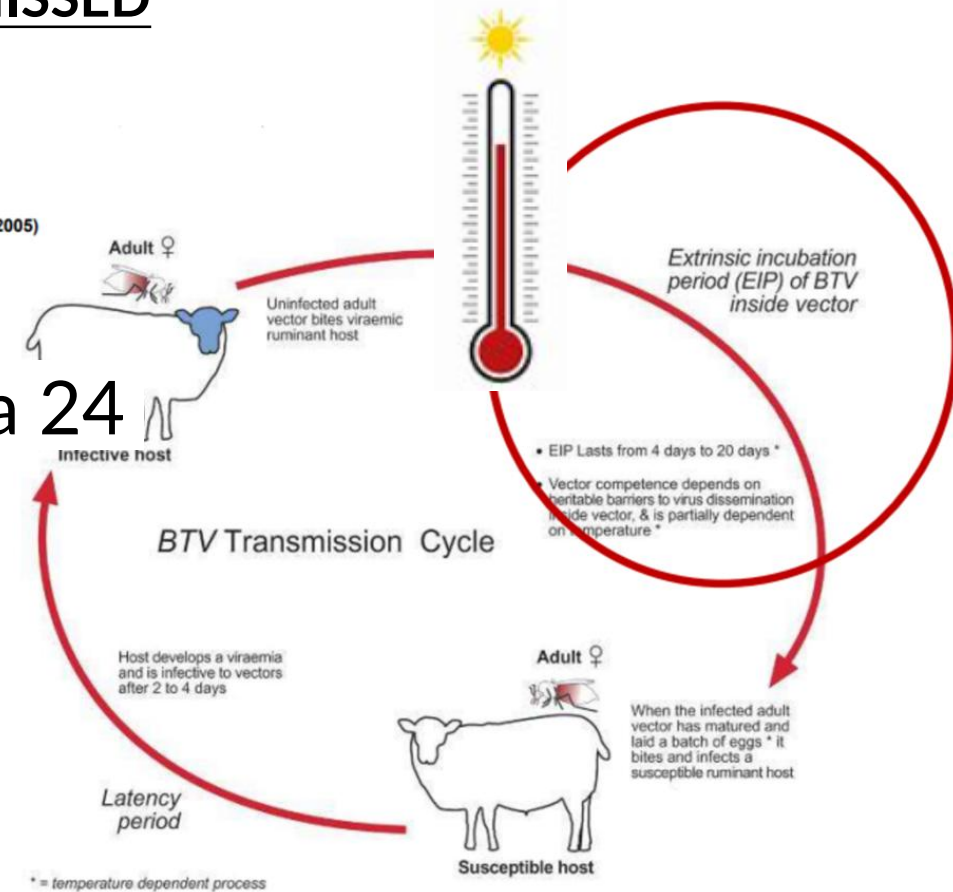 2005)
Adult ♀
Uninfected adult
vector bites viraemic
ruminant host
Extrinsic incubation
period (EIP) of BTV
inside vector
a 24
Infective host
• EIP Lasts from 4 days to 20 days *
• Vector competence depends on
heritable barriers to virus dissemination
inside vector, & is partially dependent
on temperature *
BTV Transmission Cycle
Host develops a viraemia
and is infective to vectors
after 2 to 4 days
Adult ♀
When the infected adult
vector has matured and
laid a batch of eggs * it
bites and infects a
susceptible ruminant host
Latency
period
Susceptible host
* = temperature dependent process